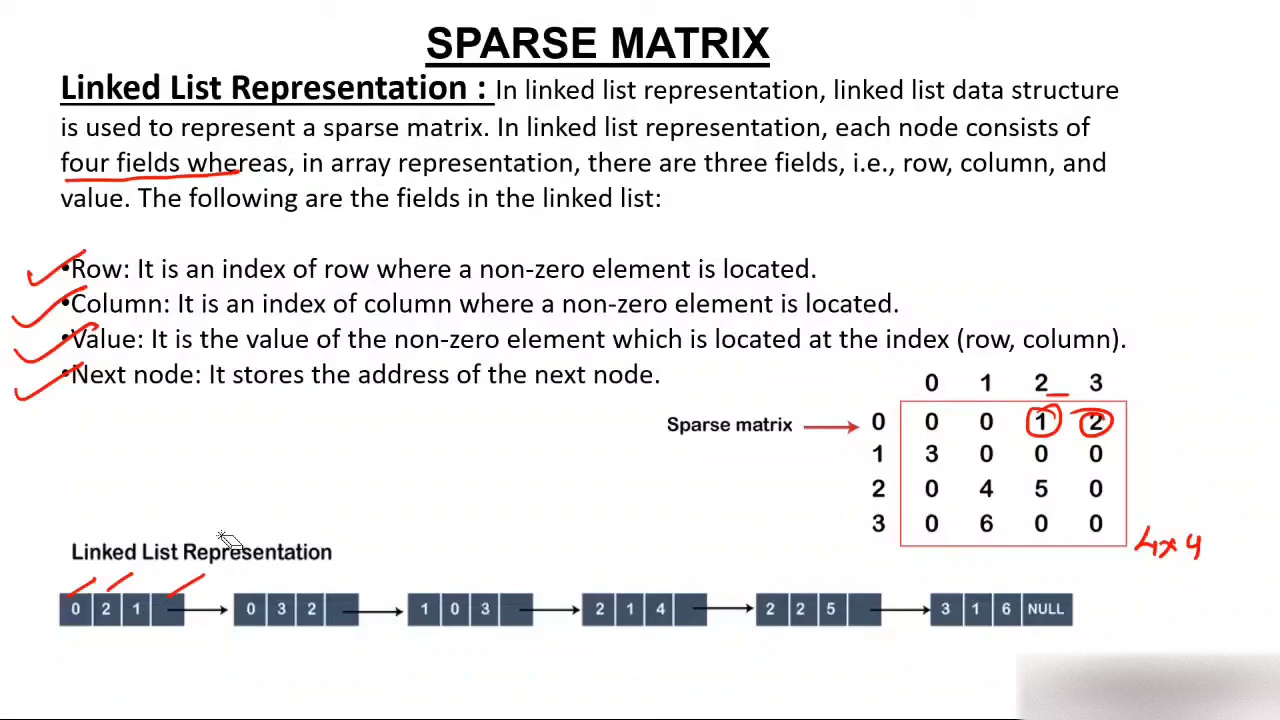 SPARSE MATRIX
Linked List Representation : In linked list representation, linked list data structure
is used to represent a sparse matrix. In linked list representation, each node consists of
four fields whereas, in array representation, there are three fields, i.e., row, column, and
value. The following are the fields in the linked list:
•Row: It is an index of row where a non-zero element is located.
•Column: It is an index of column where a non-zero element is located.
•Value: It is the value of the non-zero element which is located at the index (row, column).
•Next node: It stores the address of the next node.
0 1 2 3
Sparse matrix 0 0 0 1 2
1 3 0 0 0
2 0 4 5 0
3 0 6 0 0
4x4
Linked List Representation
0 2 1 0 3 2 1 0 3 2 1 4 2 2 5 3 1 6 NULL